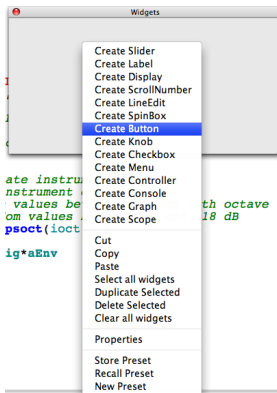 Widgets
Create Slider
Create Label
Create Display
Create ScrollNumber
Create LineEdit
Create SpinBox
Create Button
Create Knob
Create Checkbox
Create Menu
Create Controller
Create Console
Create Graph
Create Scope
Cut
Copy
Paste
Select all widgets
Duplicate Selected
Delete Selected
Clear all widgets
Properties
Store Preset
Recall Preset
New Preset
ate instru
nstrument
values be th octave
om values 18 dB
psoct(ioct
ig*aEnv